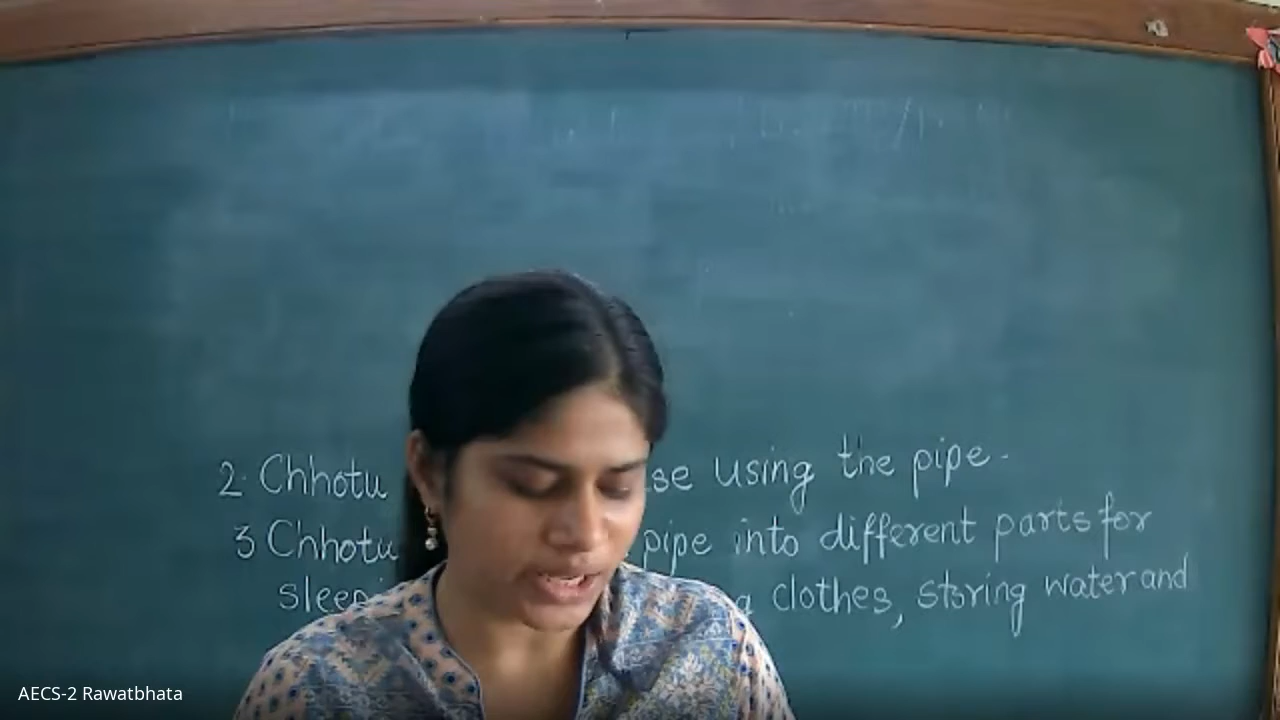 2. Chhotu se using the pipe.
3 Chhotu pipe into different parts for
sleep g clothes, storing water and
AECS-2 Rawatbhata